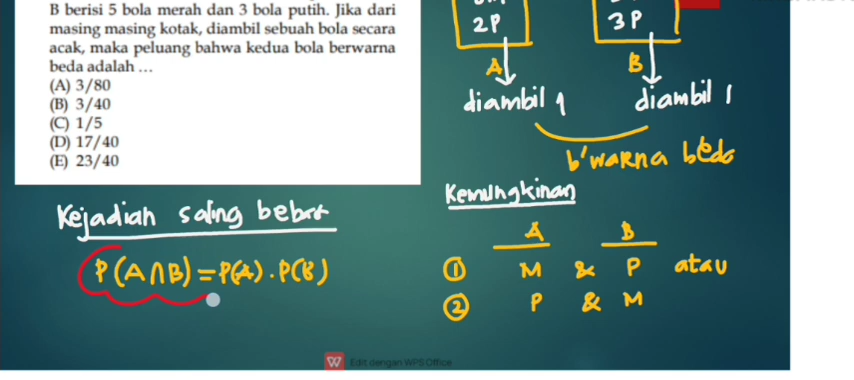 B berisi 5 bola merah dan 3 bola putih. Jika dari
masing masing kotak, diambil sebuah bola secara
acak, maka peluang bahwa kedua bola berwarna
beda adalah …
(A) 3/80
(B) 3/40
(C) 1/5
(D) 17/40
(E) 23/40
2P
3P
A
B
diambil 1
diambil 1
b'warna beda
Kejadian saling bebas
P(A∩B) = P(A) . P(B)
Kemungkinan
A B
① M & P atau
② P & M
Edit dengan WPS Office